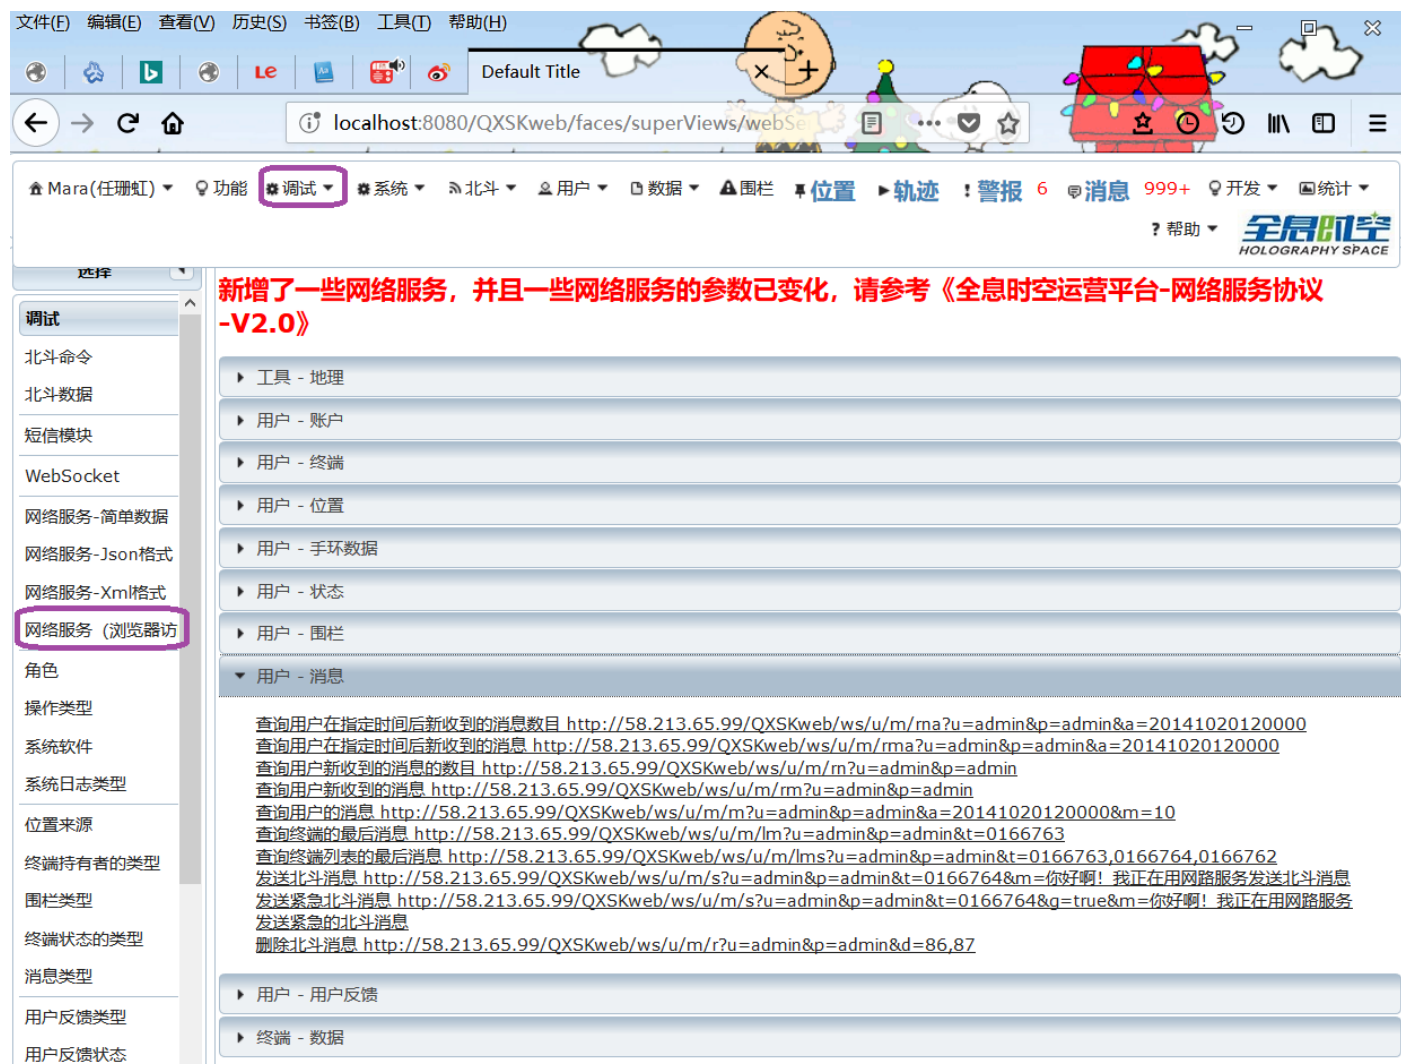 文件(F) 编辑(E) 查看(V) 历史(S) 书签(B) 工具(T) 帮助(H)
Le Default Title
localhost:8080/QXSKweb/faces/superViews/webSe
Mara(任珊虹) 功能 调试 系统 北斗 用户 数据 围栏 位置 轨迹 警报 6 消息 999+ 开发 统计
? 帮助 全息时空
HOLOGRAPHY SPACE
选择
新增了一些网络服务，并且一些网络服务的参数已变化，请参考《全息时空运营平台-网络服务协议
-V2.0》
调试
北斗命令
北斗数据
短信模块
WebSocket
网络服务-简单数据
网络服务-Json格式
网络服务-Xml格式
网络服务（浏览器访
角色
操作类型
系统软件
系统日志类型
位置来源
终端持有者的类型
围栏类型
终端状态的类型
消息类型
用户反馈类型
用户反馈状态
工具 - 地理
用户 - 账户
用户 - 终端
用户 - 位置
用户 - 手环数据
用户 - 状态
用户 - 围栏
用户 - 消息
查询用户在指定时间后新收到的消息数目 http://58.213.65.99/QXSKweb/ws/u/m/rna?u=admin&p=admin&a=20141020120000
查询用户在指定时间后新收到的消息 http://58.213.65.99/QXSKweb/ws/u/m/rma?u=admin&p=admin&a=20141020120000
查询用户新收到的消息的数目 http://58.213.65.99/QXSKweb/ws/u/m/rn?u=admin&p=admin
查询用户新收到的消息 http://58.213.65.99/QXSKweb/ws/u/m/rm?u=admin&p=admin
查询用户的消息 http://58.213.65.99/QXSKweb/ws/u/m/m?u=admin&p=admin&a=20141020120000&m=10
查询终端的最后消息 http://58.213.65.99/QXSKweb/ws/u/m/lm?u=admin&p=admin&t=0166763
查询终端列表的最后消息 http://58.213.65.99/QXSKweb/ws/u/m/lms?u=admin&p=admin&t=0166763,0166764,0166762
发送北斗消息 http://58.213.65.99/QXSKweb/ws/u/m/s?u=admin&p=admin&t=0166764&m=你好啊！我正在用网路服务发送北斗消息
发送紧急北斗消息 http://58.213.65.99/QXSKweb/ws/u/m/s?u=admin&p=admin&t=0166764&g=true&m=你好啊！我正在用网路服务
发送紧急的北斗消息
删除北斗消息 http://58.213.65.99/QXSKweb/ws/u/m/r?u=admin&p=admin&d=86,87
用户 - 用户反馈
终端 - 数据